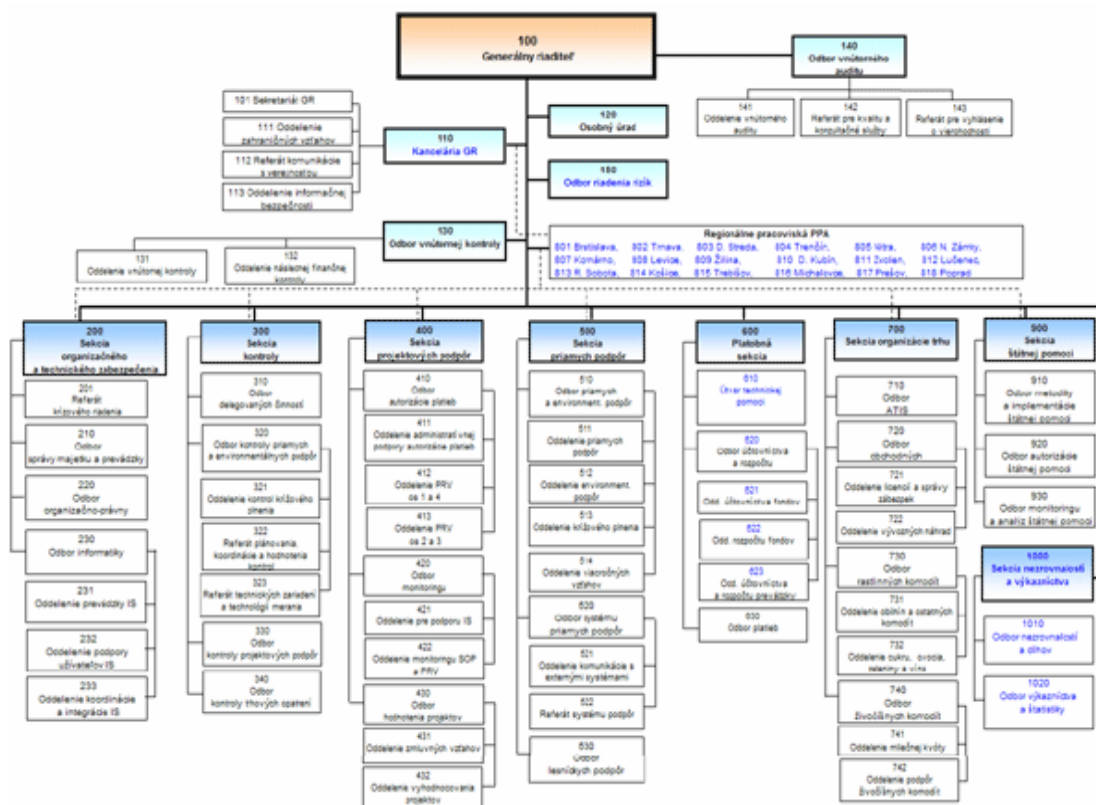 100
Generálny riaditeľ
140
Odbor vnútorného
auditu
141
Oddelenie vnútorného
auditu
142
Referát pre kvalitu a
konzultačné služby
143
Referát pre vyhlásenie
o vierohodnosti
101 Sekretariát GR
111 Oddelenie
zahraničných vzťahov
112 Referát komunikácie
s verejnosťou
113 Oddelenie informačnej
bezpečnosti
110
Kancelária GR
120
Osobný úrad
150
Odbor riadenia rizík
130
Odbor vnútornej kontroly
131
Oddelenie vnútornej kontroly
132
Oddelenie následnej finančnej
kontroly
Regionálne pracoviská PPA
801 Bratislava, 802 Trnava, 803 D. Streda, 804 Trenčín, 805 Nitra, 806 N. Zámky,
807 Komárno, 808 Levice, 809 Žilina, 810 D. Kubín, 811 Zvolen, 812 Lučenec,
813 R. Sobota, 814 Košice, 815 Trebišov, 816 Michalovce, 817 Prešov, 818 Poprad
200
Sekcia
organizačného
a technického zabezpečenia
201
Referát
krízového riadenia
210
Odbor
správy majetku a prevádzky
220
Odbor
organizačno-právny
230
Odbor informatiky
231
Oddelenie prevádzky IS
232
Oddelenie podpory
užívateľov IS
233
Oddelenie koordinácie
a integrácie IS
300
Sekcia
kontroly
310
Odbor
delegovaných činností
320
Odbor kontroly priamych
a environmentálnych podpôr
321
Oddelenie kontrol krížového
plnenia
322
Referát plánovania,
koordinácie a hodnotenia
kontrol
323
Referát technických zariadení
a technológií merania
330
Odbor
kontroly projektových podpôr
340
Odbor
kontroly trhových opatrení
400
Sekcia
projektových podpôr
410
Odbor
autorizácie platieb
411
Oddelenie administratívnej
podpory autorizácie platieb
412
Oddelenie PRV
os 1 a 4
413
Oddelenie PRV
os 2 a 3
420
Odbor
monitoringu
421
Oddelenie pre podporu IS
422
Oddelenie monitoringu SOP
a PRV
430
Odbor
hodnotenia projektov
431
Oddelenie zmluvných vzťahov
432
Oddelenie vyhodnocovania
projektov
500
Sekcia
priamych podpôr
510
Odbor priamych
a environment. podpôr
511
Oddelenie priamych
podpôr
512
Oddelenie environment.
podpôr
513
Oddelenie krížového plnenia
514
Oddelenie viacročných
vzťahov
520
Odbor systému
priamych podpôr
521
Oddelenie komunikácie s
externými systémami
522
Referát systému podpôr
530
Odbor
lesníckych podpôr
600
Platobná
sekcia
610
Útvar technickej
pomoci
620
Odbor účtovníctva
a rozpočtu
621
Odd. účtovníctva fondov
622
Odd. rozpočtu fondov
623
Odd. účtovníctva
a rozpočtu prevádzky
630
Odbor platieb
700
Sekcia organizácie trhu
710
Odbor
ATIS
720
Odbor
obchodných
721
Oddelenie licencií a správy
zábezpek
722
Oddelenie vývozných náhrad
730
Odbor
rastlinných komodít
731
Oddelenie obilnín a ostatných
komodít
732
Oddelenie cukru, ovocia,
zeleniny a vína
740
Odbor
živočíšnych komodít
741
Oddelenie mliečnej kvóty
742
Oddelenie podpôr
živočíšnych komodít
900
Sekcia
štátnej pomoci
910
Odbor metodiky
a implementácie
štátnej pomoci
920
Odbor autorizácie
štátnej pomoci
930
Odbor monitoringu
a analýz štátnej pomoci
1000
Sekcia nezrovnalostí
a výkazníctva
1010
Odbor nezrovnalostí
a dlhov
1020
Odbor výkazníctva
a štatistiky